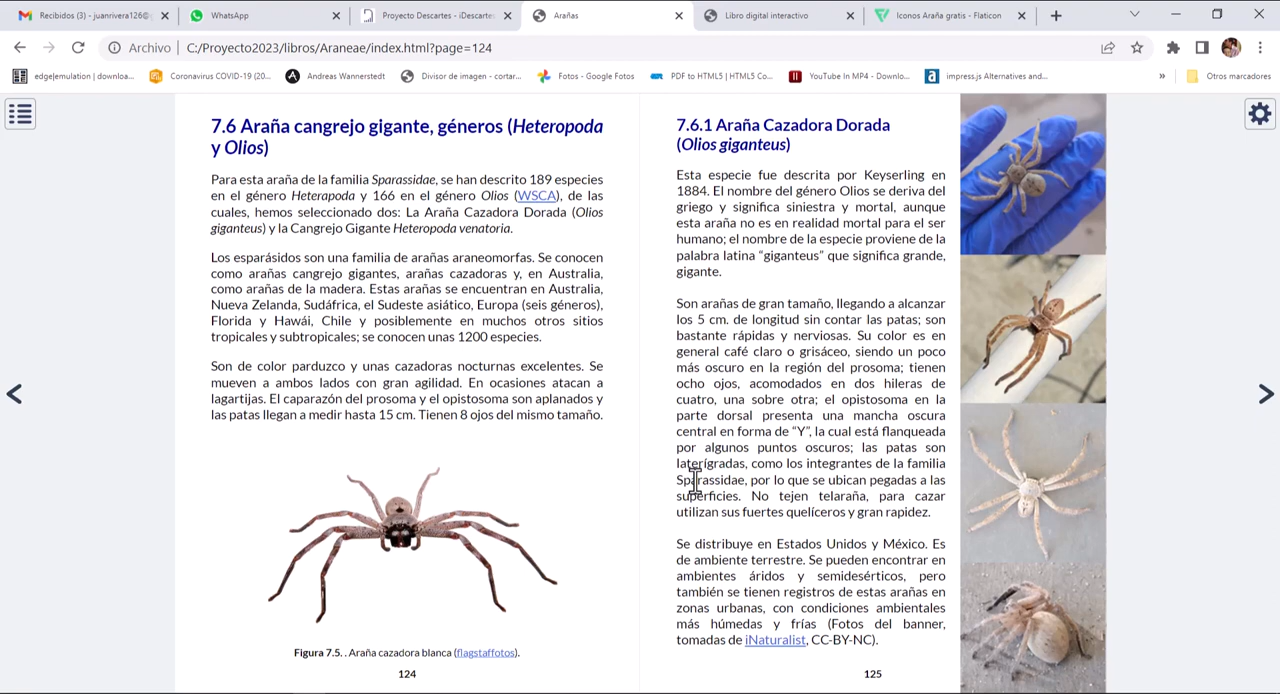 Recibidos (3) - juanrivera126@
WhatsApp
Proyecto Descartes - iDescartes
Arañas
Libro digital interactivo
Iconos Araña gratis - Flaticon
Archivo
C:/Proyecto2023/libros/Araneae/index.html?page=124
edge|emulation | downloa...
Coronavirus COVID-19 (20...
Andreas Wannerstedt
Divisor de imagen - cortar...
Fotos - Google Fotos
PDF to HTML5 | HTML5 Co...
YouTube In MP4 - Downlo...
impress.js Alternatives and...
»
Otros marcadores
7.6 Araña cangrejo gigante, géneros (Heteropoda
y Olios)
Para esta araña de la familia Sparassidae, se han descrito 189 especies
en el género Heterapoda y 166 en el género Olios (WSCA), de las
cuales, hemos seleccionado dos: La Araña Cazadora Dorada (Olios
giganteus) y la Cangrejo Gigante Heteropoda venatoria.
Los esparásidos son una familia de arañas araneomorfas. Se conocen
como arañas cangrejo gigantes, arañas cazadoras y, en Australia,
como arañas de la madera. Estas arañas se encuentran en Australia,
Nueva Zelanda, Sudáfrica, el Sudeste asiático, Europa (seis géneros),
Florida y Hawái, Chile y posiblemente en muchos otros sitios
tropicales y subtropicales; se conocen unas 1200 especies.
Son de color parduzco y unas cazadoras nocturnas excelentes. Se
mueven a ambos lados con gran agilidad. En ocasiones atacan a
lagartijas. El caparazón del prosoma y el opistosoma son aplanados y
las patas llegan a medir hasta 15 cm. Tienen 8 ojos del mismo tamaño.
Figura 7.5. . Araña cazadora blanca (flagstaffotos).
124
7.6.1 Araña Cazadora Dorada
(Olios giganteus)
Esta especie fue descrita por Keyserling en
1884. El nombre del género Olios se deriva del
griego y significa siniestra y mortal, aunque
esta araña no es en realidad mortal para el ser
humano; el nombre de la especie proviene de la
palabra latina “giganteus” que significa grande,
gigante.
Son arañas de gran tamaño, llegando a alcanzar
los 5 cm. de longitud sin contar las patas; son
bastante rápidas y nerviosas. Su color es en
general café claro o grisáceo, siendo un poco
más oscuro en la región del prosoma; tienen
ocho ojos, acomodados en dos hileras de
cuatro, una sobre otra; el opistosoma en la
parte dorsal presenta una mancha oscura
central en forma de “Y”, la cual está flanqueada
por algunos puntos oscuros; las patas son
laterígradas, como los integrantes de la familia
Sparassidae, por lo que se ubican pegadas a las
superficies. No tejen telaraña, para cazar
utilizan sus fuertes quelíceros y gran rapidez.
Se distribuye en Estados Unidos y México. Es
de ambiente terrestre. Se pueden encontrar en
ambientes áridos y semidesérticos, pero
también se tienen registros de estas arañas en
zonas urbanas, con condiciones ambientales
más húmedas y frías (Fotos del banner,
tomadas de iNaturalist, CC-BY-NC).
125